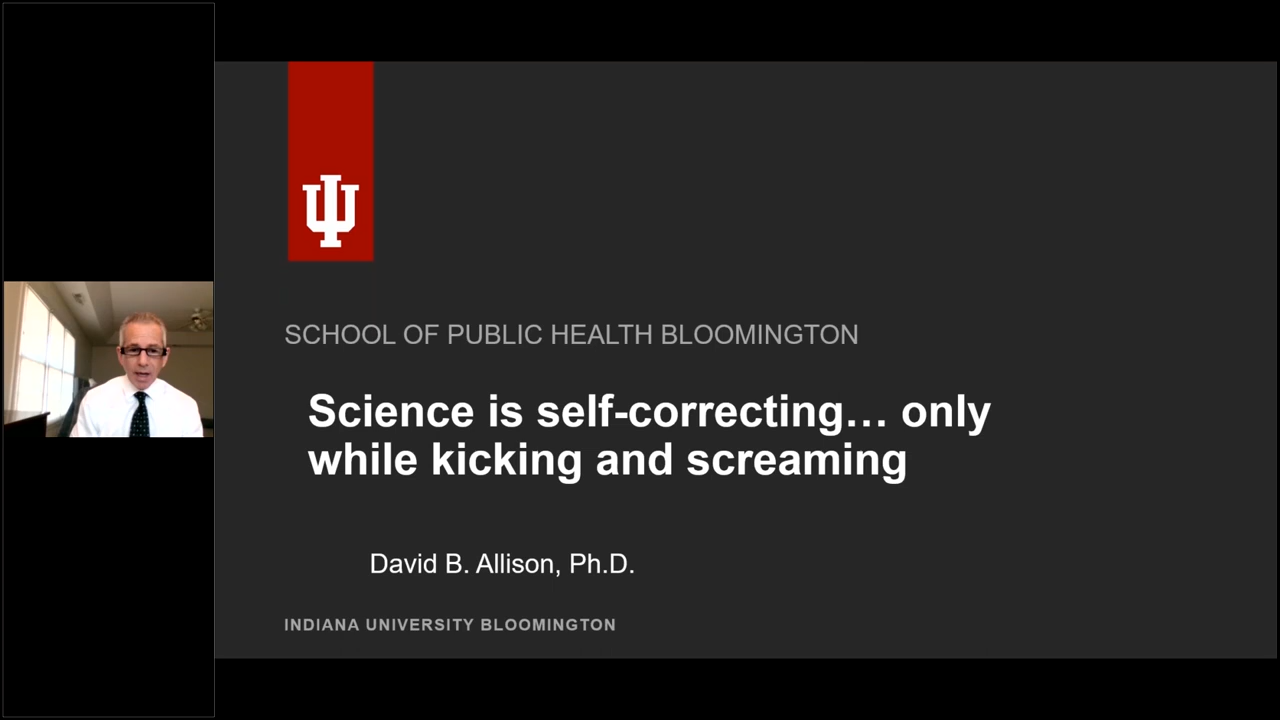 SCHOOL OF PUBLIC HEALTH BLOOMINGTON
Science is self-correcting… only
while kicking and screaming
David B. Allison, Ph.D.
INDIANA UNIVERSITY BLOOMINGTON